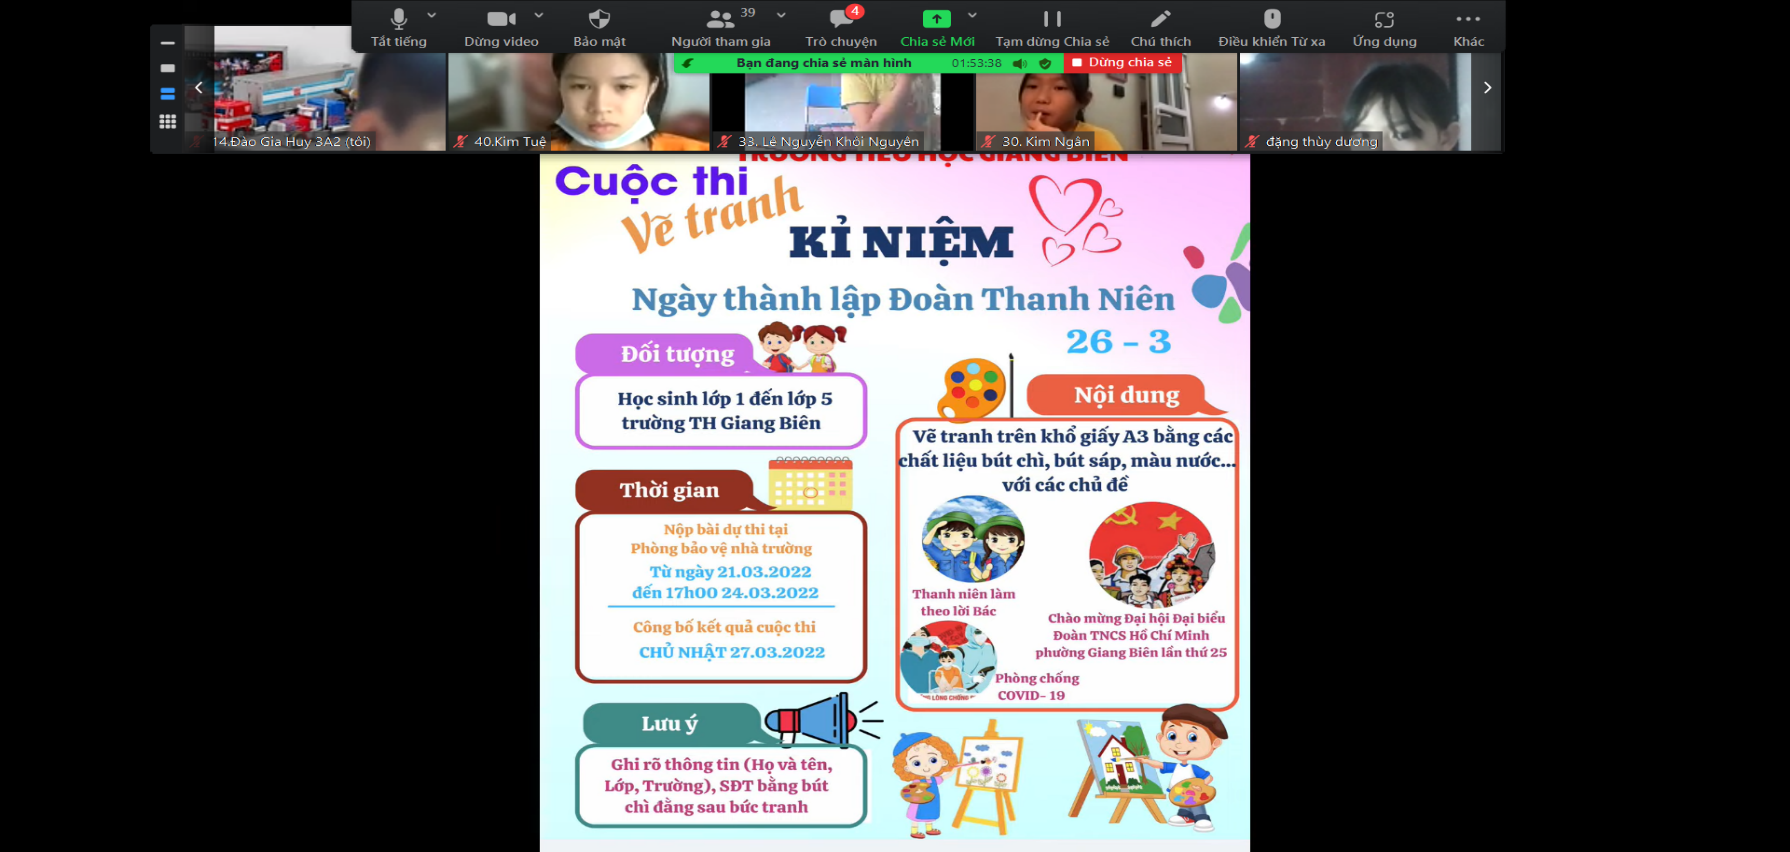 Tắt tiếng
Dừng video
Bảo mật
39
Người tham gia
4
Trò chuyện
Chia sẻ Mới
Tạm dừng Chia sẻ
Chú thích
Điều khiển Từ xa
Ứng dụng
Khác
Bạn đang chia sẻ màn hình
01:53:38
Dừng chia sẻ
14.Đào Gia Huy 3A2 (tôi)
40.Kim Tuệ
33. Lê Nguyễn Khôi Nguyên
30. Kim Ngân
đặng thùy dương
TRƯỜNG TIỂU HỌC GIANG BIÊN
Cuộc thi
Vẽ tranh
KỈ NIỆM
Ngày thành lập Đoàn Thanh Niên
26 - 3
Đối tượng
Học sinh lớp 1 đến lớp 5
trường TH Giang Biên
Thời gian
Nộp bài dự thi tại
Phòng bảo vệ nhà trường
Từ ngày 21.03.2022
đến 17h00 24.03.2022
Công bố kết quả cuộc thi
CHỦ NHẬT 27.03.2022
Lưu ý
Ghi rõ thông tin (Họ và tên,
Lớp, Trường), SĐT bằng bút
chì đằng sau bức tranh
Nội dung
Vẽ tranh trên khổ giấy A3 bằng các
chất liệu bút chì, bút sáp, màu nước...
với các chủ đề
Thanh niên làm
theo lời Bác
Chào mừng Đại hội Đại biểu
Đoàn TNCS Hồ Chí Minh
phường Giang Biên lần thứ 25
LÒNG CHỐNG
Phòng chống
COVID- 19